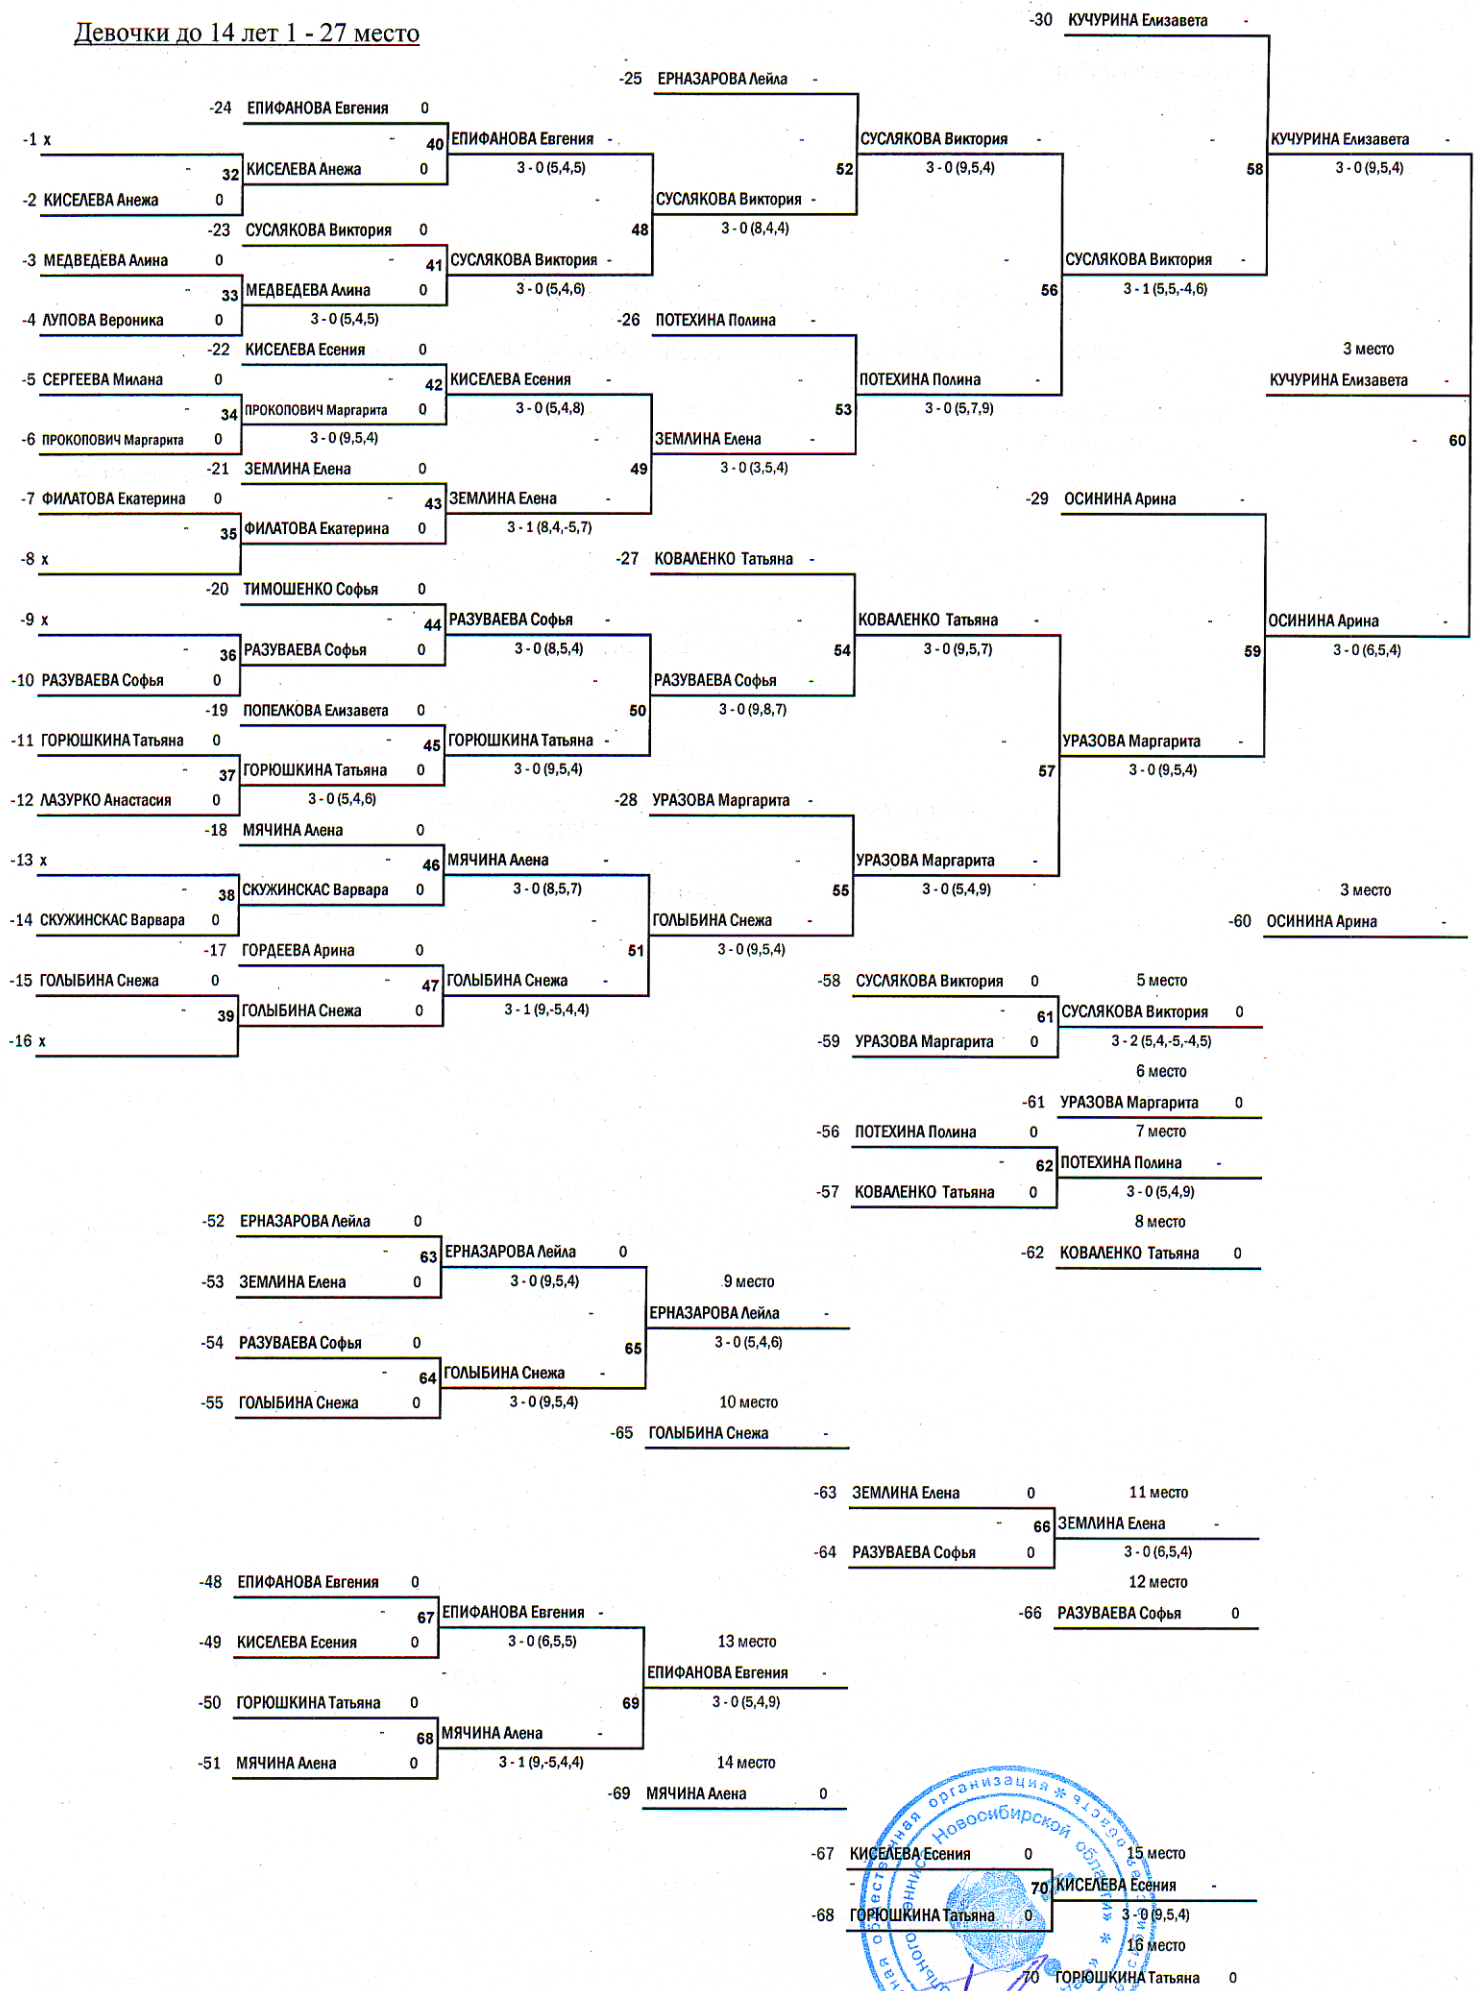 Девочки до 14 лет 1 - 27 место
-30 КУЧУРИНА Елизавета -
-25 ЕРНАЗАРОВА Лейла -
-24 ЕПИФАНОВА Евгения 0
-1 х - 40 ЕПИФАНОВА Евгения - - СУСЛЯКОВА Виктория - - КУЧУРИНА Елизавета -
- 32 КИСЕЛЕВА Анежа 0 3 - 0 (5,4,5) 52 3 - 0 (9,5,4) 58 3 - 0 (9,5,4)
-2 КИСЕЛЕВА Анежа 0 - СУСЛЯКОВА Виктория -
-23 СУСЛЯКОВА Виктория 0 48 3 - 0 (8,4,4)
-3 МЕДВЕДЕВА Алина 0 - 41 СУСЛЯКОВА Виктория - - СУСЛЯКОВА Виктория -
- 33 МЕДВЕДЕВА Алина 0 3 - 0 (5,4,6) 56 3 - 1 (5,5,-4,6)
-4 ЛУПОВА Вероника 0 3 - 0 (5,4,5) -26 ПОТЕХИНА Полина -
-22 КИСЕЛЕВА Есения 0 3 место
-5 СЕРГЕЕВА Милана 0 - 42 КИСЕЛЕВА Есения - - ПОТЕХИНА Полина - КУЧУРИНА Елизавета -
- 34 ПРОКОПОВИЧ Маргарита 0 3 - 0 (5,4,8) 53 3 - 0 (5,7,9)
-6 ПРОКОПОВИЧ Маргарита 0 3 - 0 (9,5,4) - ЗЕМЛИНА Елена - - 60
-21 ЗЕМЛИНА Елена 0 49 3 - 0 (3,5,4)
-7 ФИЛАТОВА Екатерина 0 - 43 ЗЕМЛИНА Елена - -29 ОСИНИНА Арина -
- 35 ФИЛАТОВА Екатерина 0 3 - 1 (8,4,-5,7)
-8 х -27 КОВАЛЕНКО Татьяна -
-20 ТИМОШЕНКО Софья 0
-9 х - 44 РАЗУВАЕВА Софья - - КОВАЛЕНКО Татьяна - - ОСИНИНА Арина -
- 36 РАЗУВАЕВА Софья 0 3 - 0 (8,5,4) 54 3 - 0 (9,5,7) 59 3 - 0 (6,5,4)
-10 РАЗУВАЕВА Софья 0 - РАЗУВАЕВА Софья -
-19 ПОПЕЛКОВА Елизавета 0 50 3 - 0 (9,8,7)
-11 ГОРЮШКИНА Татьяна 0 - 45 ГОРЮШКИНА Татьяна - - УРАЗОВА Маргарита -
- 37 ГОРЮШКИНА Татьяна 0 3 - 0 (9,5,4) 57 3 - 0 (9,5,4)
-12 ЛАЗУРКО Анастасия 0 3 - 0 (5,4,6) -28 УРАЗОВА Маргарита -
-18 МЯЧИНА Алена 0
-13 х - 46 МЯЧИНА Алена - - УРАЗОВА Маргарита -
- 38 СКУЖИНСКАС Варвара 0 3 - 0 (8,5,7) 55 3 - 0 (5,4,9) 3 место
-14 СКУЖИНСКАС Варвара 0 - ГОЛЫБИНА Снежа - -60 ОСИНИНА Арина -
-17 ГОРДЕЕВА Арина 0 51 3 - 0 (9,5,4)
-15 ГОЛЫБИНА Снежа 0 - 47 ГОЛЫБИНА Снежа - -58 СУСЛЯКОВА Виктория 0 5 место
- 39 ГОЛЫБИНА Снежа 0 3 - 1 (9,-5,4,4) - 61 СУСЛЯКОВА Виктория 0
-16 х -59 УРАЗОВА Маргарита 0 3 - 2 (5,4,-5,-4,5)
6 место
-61 УРАЗОВА Маргарита 0
-56 ПОТЕХИНА Полина 0 7 место
- 62 ПОТЕХИНА Полина -
-57 КОВАЛЕНКО Татьяна 0 3 - 0 (5,4,9)
-52 ЕРНАЗАРОВА Лейла 0 8 место
- 63 ЕРНАЗАРОВА Лейла 0 -62 КОВАЛЕНКО Татьяна 0
-53 ЗЕМЛИНА Елена 0 3 - 0 (9,5,4) 9 место
- ЕРНАЗАРОВА Лейла -
-54 РАЗУВАЕВА Софья 0 65 3 - 0 (5,4,6)
- 64 ГОЛЫБИНА Снежа -
-55 ГОЛЫБИНА Снежа 0 3 - 0 (9,5,4) 10 место
-65 ГОЛЫБИНА Снежа -
-63 ЗЕМЛИНА Елена 0 11 место
- 66 ЗЕМЛИНА Елена -
-64 РАЗУВАЕВА Софья 0 3 - 0 (6,5,4)
-48 ЕПИФАНОВА Евгения 0 12 место
- 67 ЕПИФАНОВА Евгения - -66 РАЗУВАЕВА Софья 0
-49 КИСЕЛЕВА Есения 0 3 - 0 (6,5,5) 13 место
- ЕПИФАНОВА Евгения -
-50 ГОРЮШКИНА Татьяна 0 69 3 - 0 (5,4,9)
- 68 МЯЧИНА Алена -
-51 МЯЧИНА Алена 0 3 - 1 (9,-5,4,4) 14 место
-69 МЯЧИНА Алена 0
-67 КИСЕЛЕВА Есения 0 15 место
- 70 КИСЕЛЕВА Есения -
-68 ГОРЮШКИНА Татьяна 0 3 - 0 (9,5,4)
16 место
-70 ГОРЮШКИНА Татьяна 0
организация
Новосибирской области»